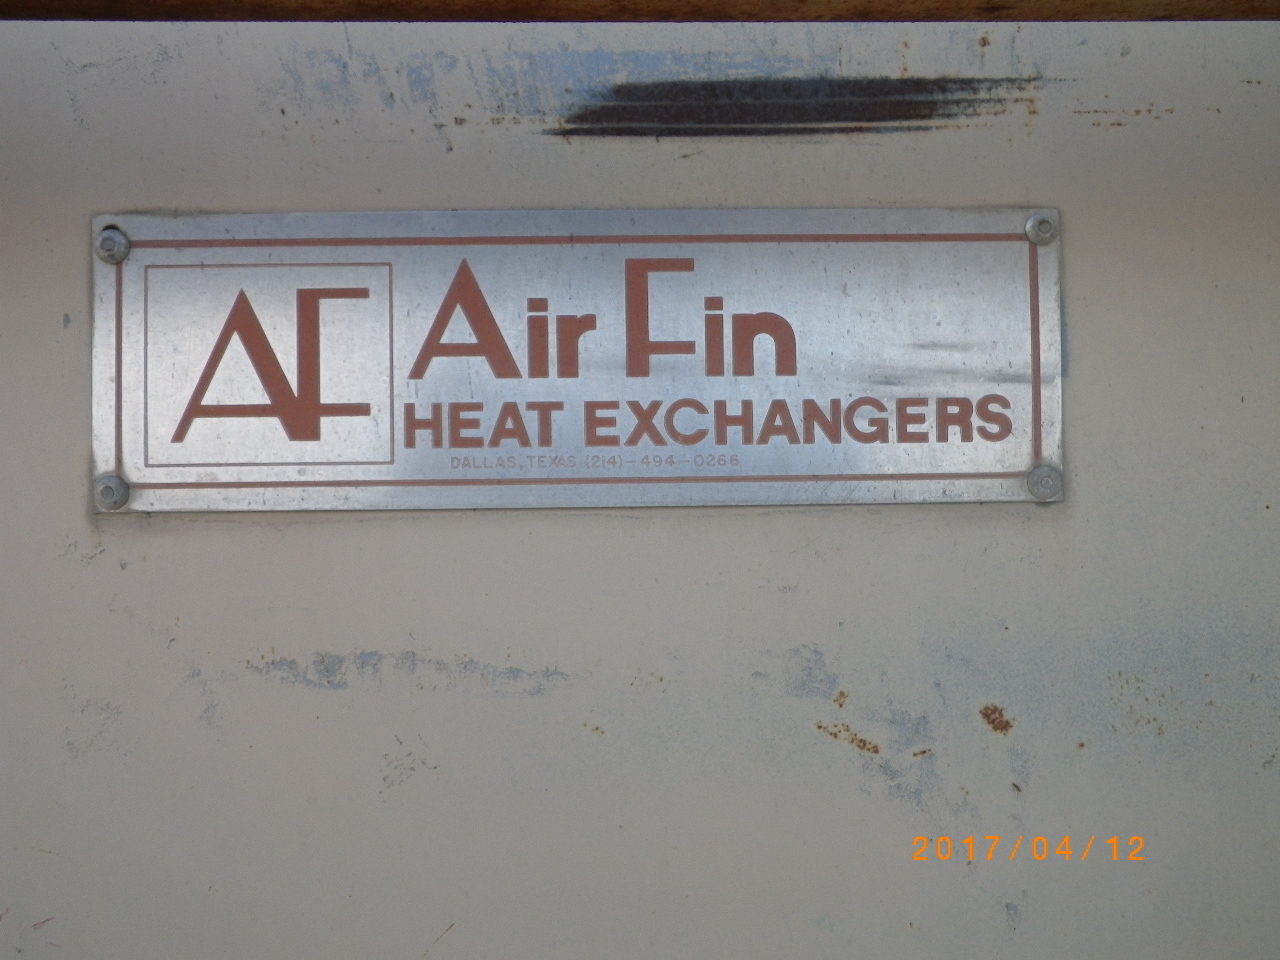 AF
Air Fin
HEAT EXCHANGERS
DALLAS, TEXAS (214)-494-0266
2017/04/12